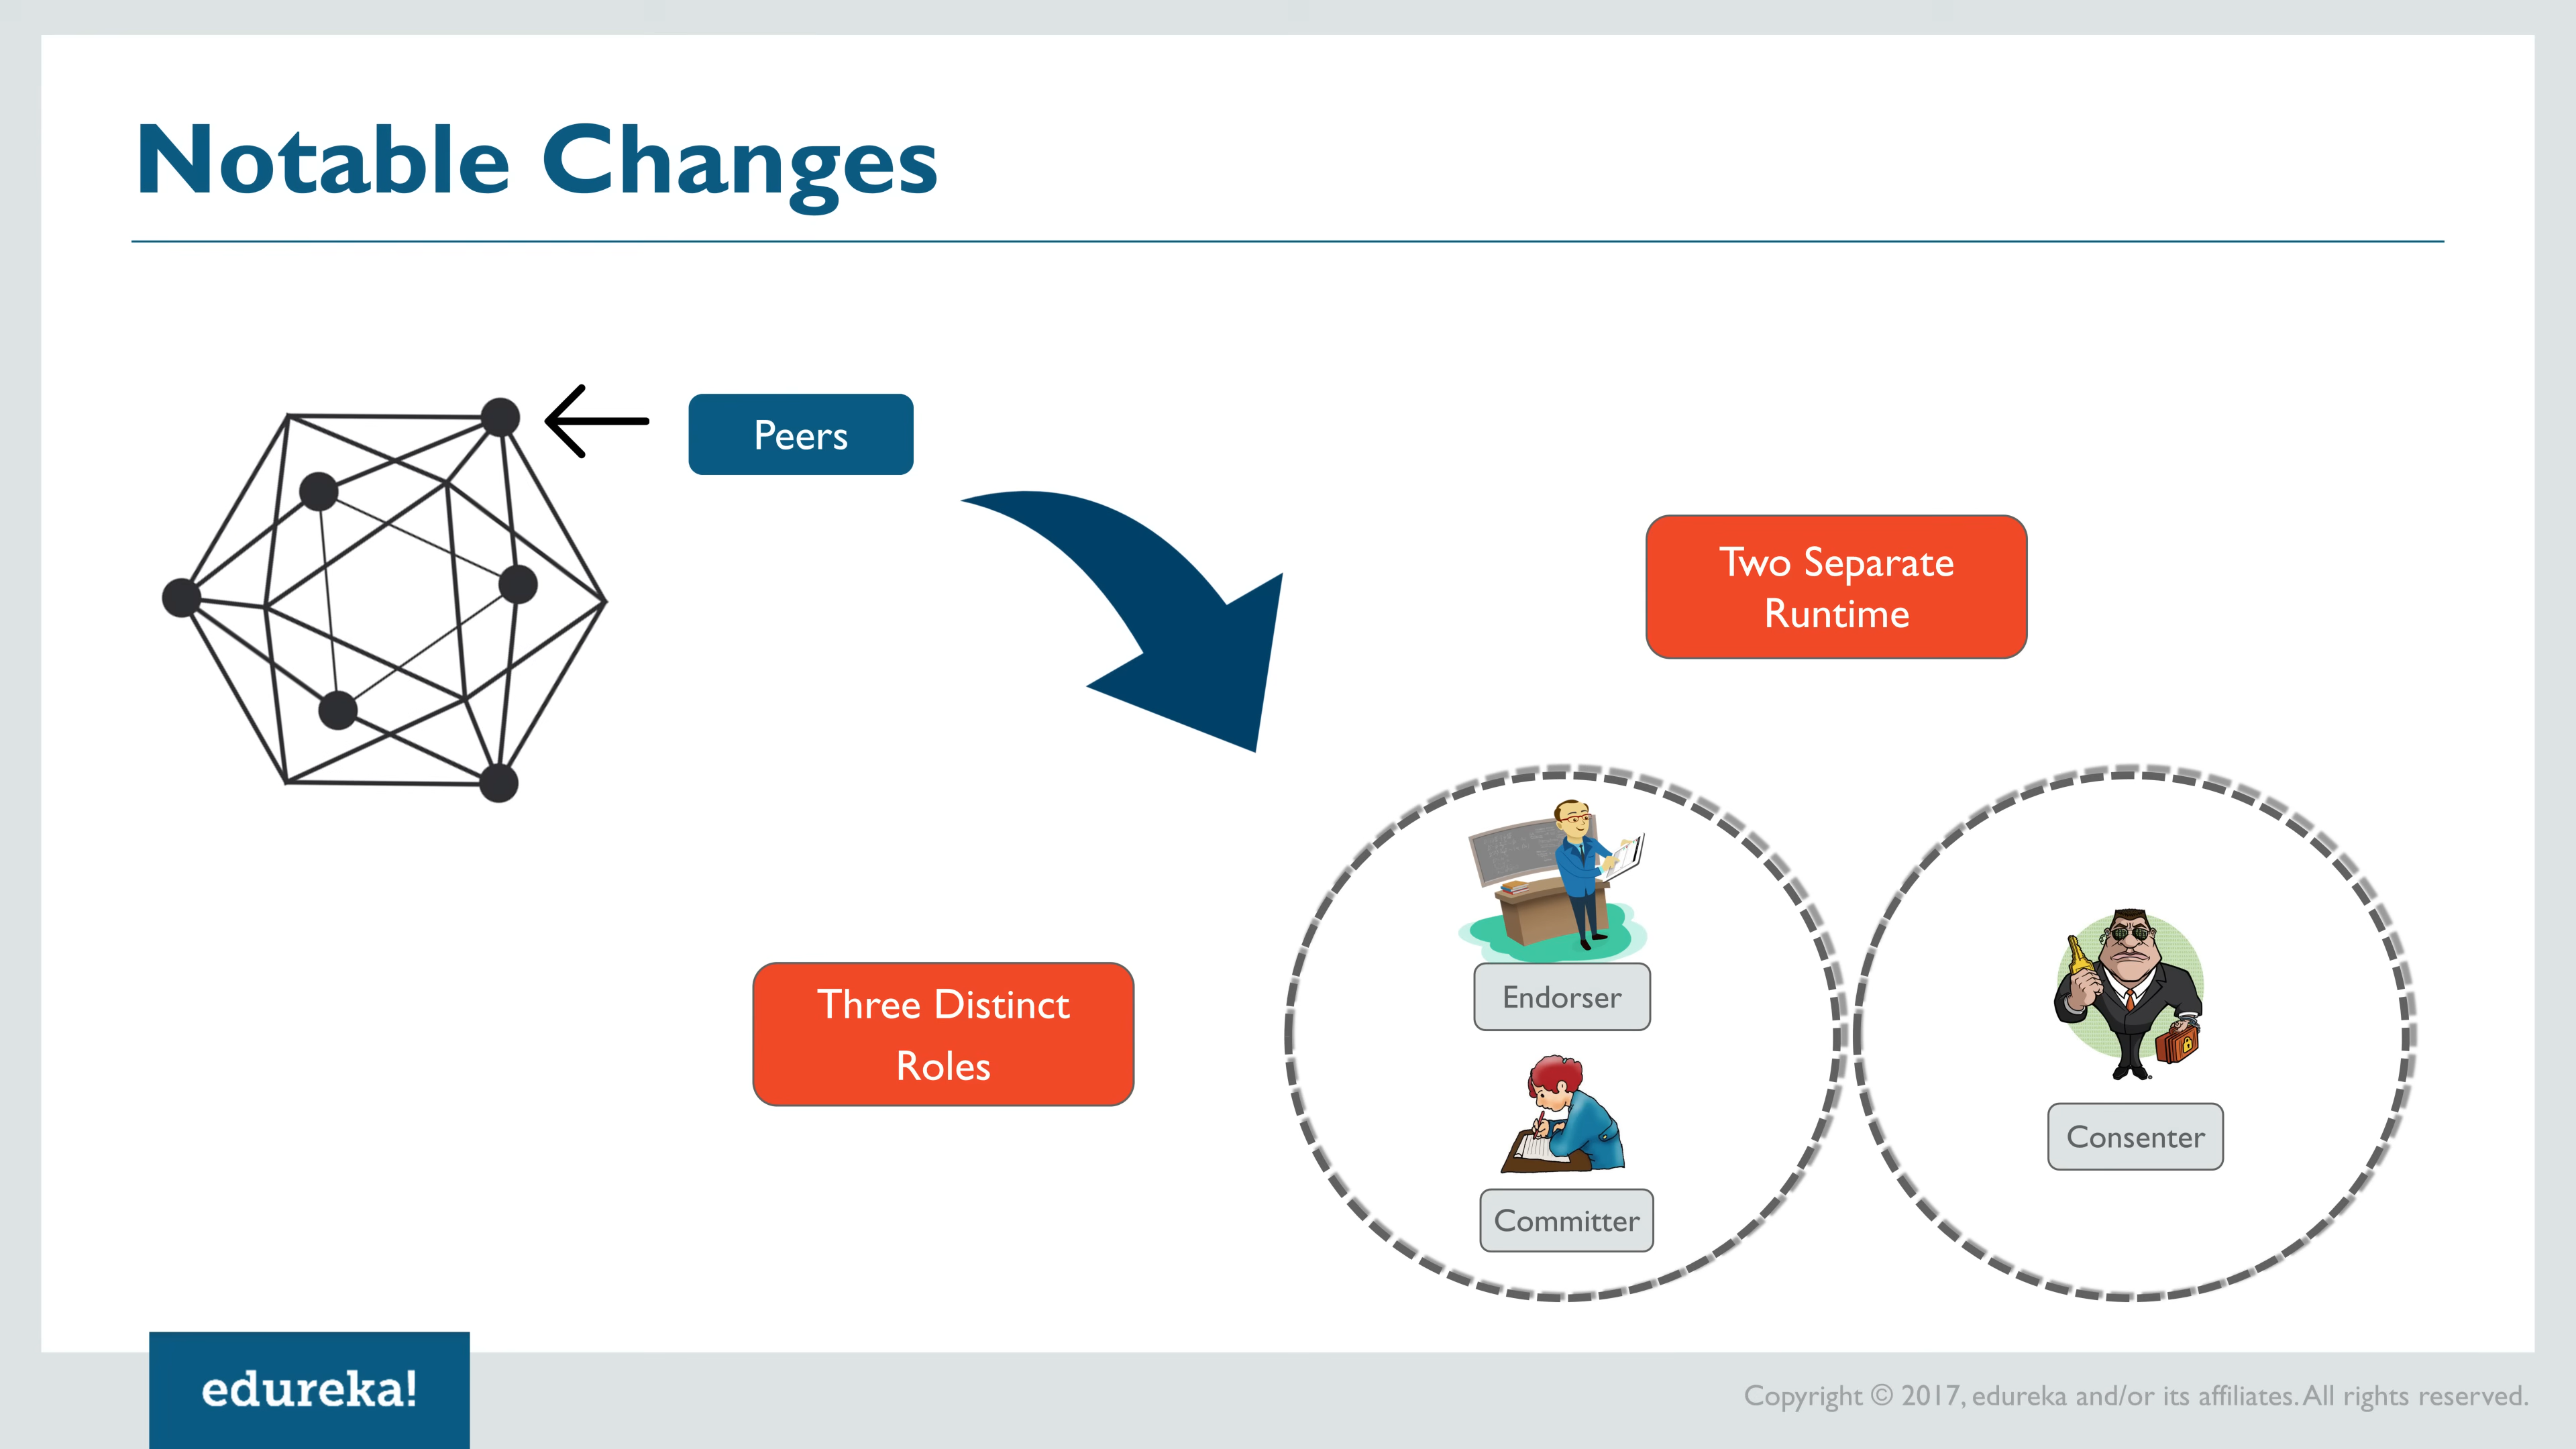 Notable Changes
Peers
Two Separate
Runtime
Three Distinct
Roles
Endorser
Committer
Consenter
edureka!
Copyright © 2017, edureka and/or its affiliates. All rights reserved.